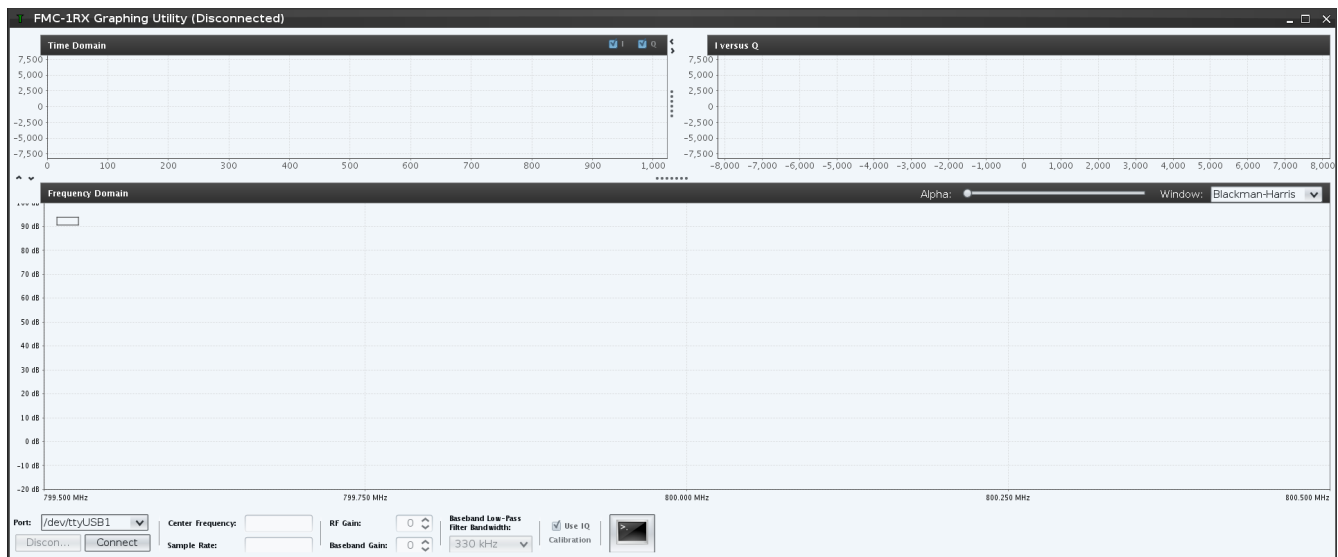 FMC-1RX Graphing Utility (Disconnected)
Time Domain
I
Q
7,500
5,000
2,500
0
-2,500
-5,000
-7,500
0 100 200 300 400 500 600 700 800 900 1,000
I versus Q
7,500
5,000
2,500
0
-2,500
-5,000
-7,500
-8,000 -7,000 -6,000 -5,000 -4,000 -3,000 -2,000 -1,000 0 1,000 2,000 3,000 4,000 5,000 6,000 7,000 8,000
Frequency Domain
Alpha:
Window: Blackman-Harris
100 dB
90 dB
80 dB
70 dB
60 dB
50 dB
40 dB
30 dB
20 dB
10 dB
0 dB
-10 dB
-20 dB
799.500 MHz 799.750 MHz 800.000 MHz 800.250 MHz 800.500 MHz
Port: /dev/ttyUSB1
Discon... Connect
Center Frequency:
Sample Rate:
RF Gain: 0
Baseband Gain: 0
Baseband Low-Pass
Filter Bandwidth:
330 kHz
Use IQ
Calibration
>_